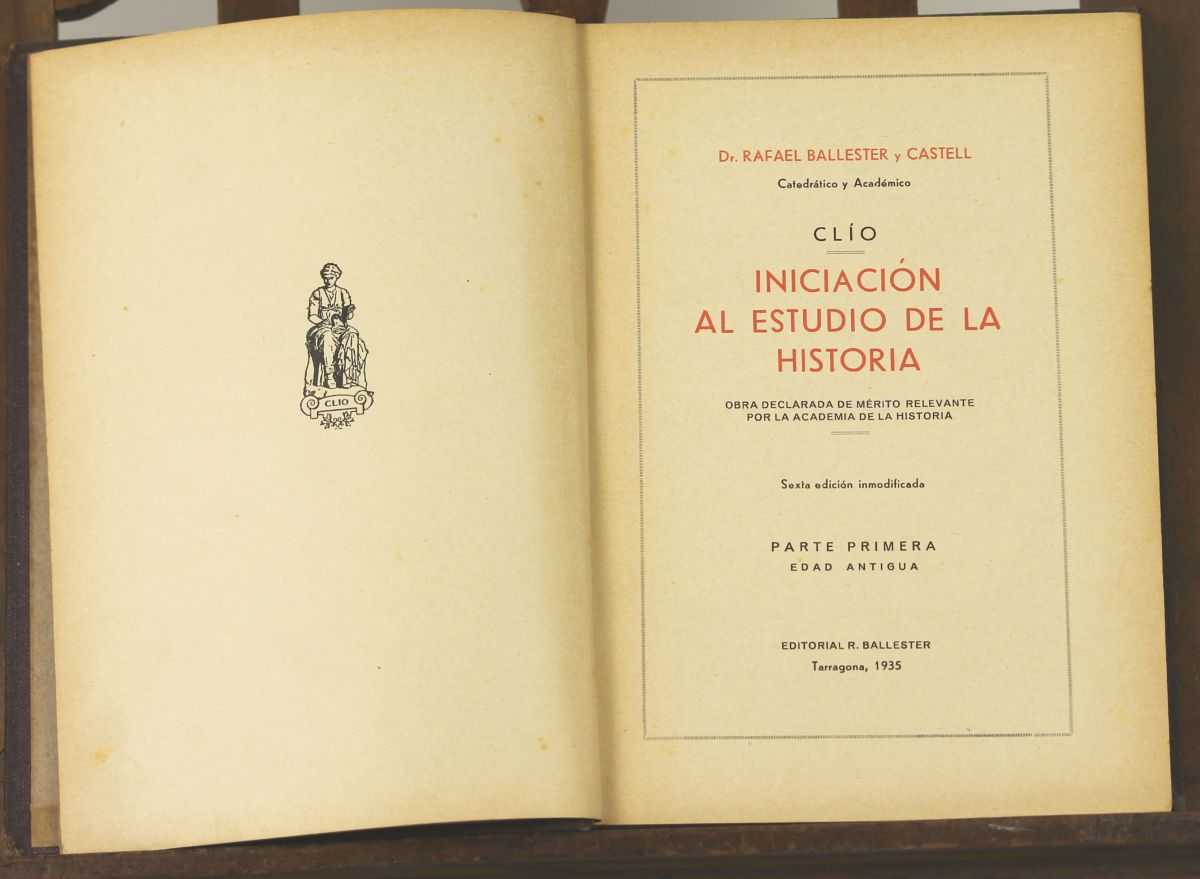 CLIO
Dr. RAFAEL BALLESTER y CASTELL
Catedrático y Académico
CLÍO
INICIACIÓN
AL ESTUDIO DE LA
HISTORIA
OBRA DECLARADA DE MÉRITO RELEVANTE
POR LA ACADEMIA DE LA HISTORIA
Sexta edición inmodificada
PARTE PRIMERA
EDAD ANTIGUA
EDITORIAL R. BALLESTER
Tarragona, 1935